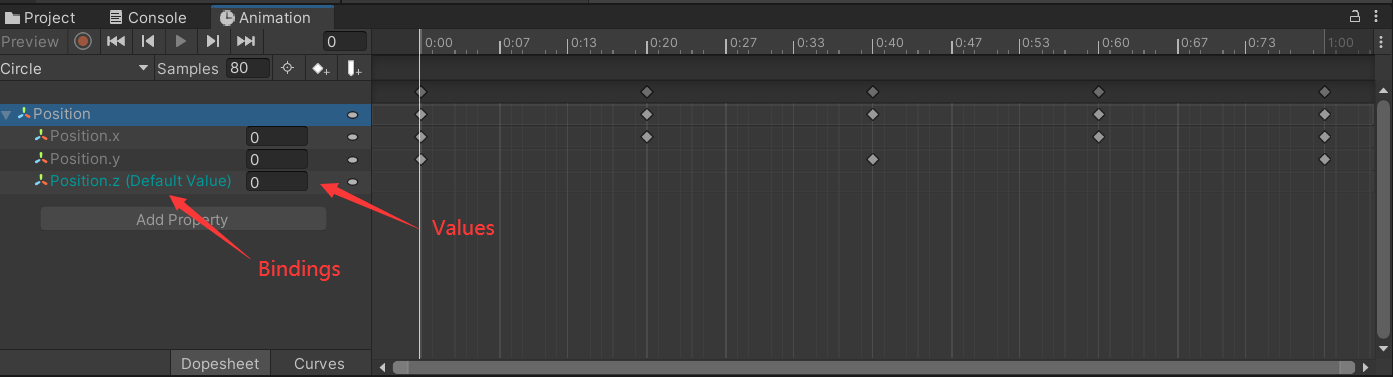 Project Console Animation
Preview 0 0:00 0:07 0:13 0:20 0:27 0:33 0:40 0:47 0:53 0:60 0:67 0:73 1:00
Circle Samples 80
Position
Position.x 0
Position.y 0
Position.z (Default Value) 0
Add Property
Values
Bindings
Dopesheet Curves